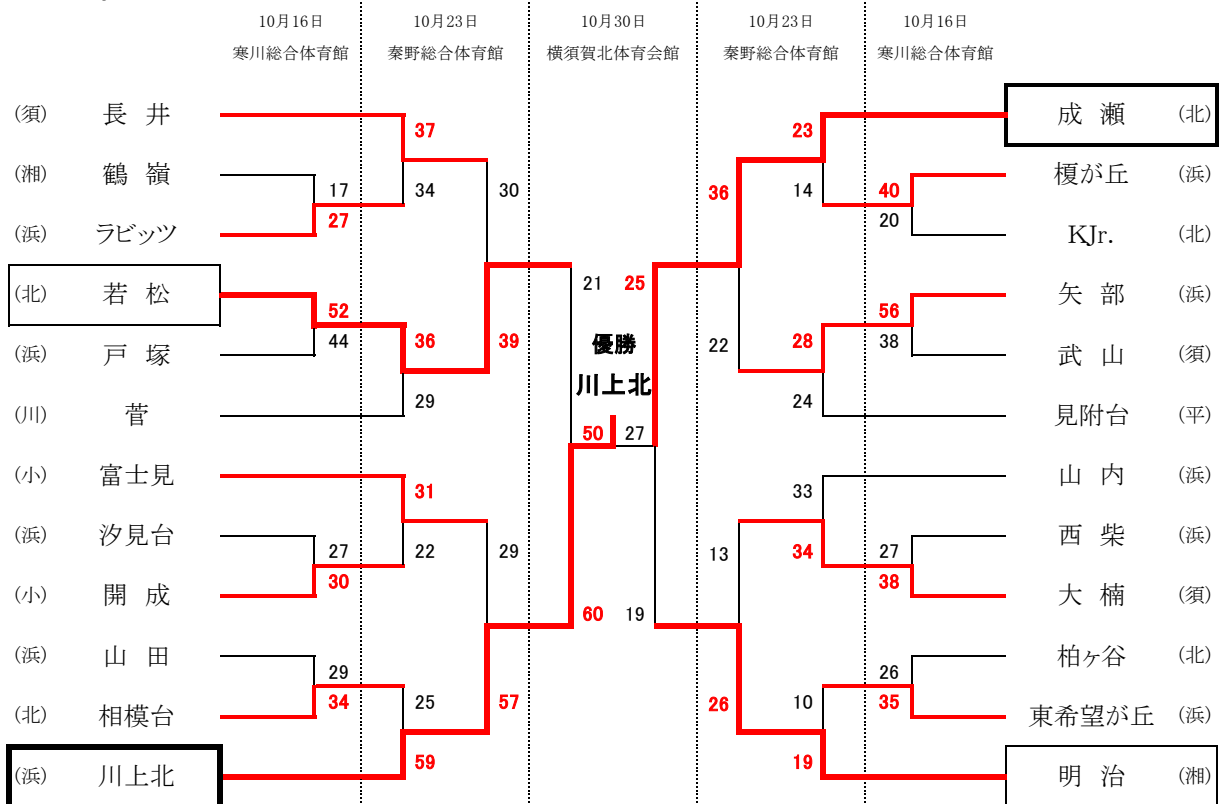 10月16日 10月23日 10月30日 10月23日 10月16日
寒川総合体育館 秦野総合体育館 横須賀北体育会館 秦野総合体育館 寒川総合体育館
(須) 長 井 23 成 瀬 (北)
37
(湘) 鶴 嶺 17 34 30 36 14 40 榎が丘 (浜)
(浜) ラビッツ 27 20 KJr. (北)
(北) 若 松 52 21 25 56 矢 部 (浜)
(浜) 戸 塚 44 36 39 優勝 22 28 38 武 山 (須)
川上北
(川) 菅 29 24 見附台 (平)
50 27
(小) 富士見 31 33 山 内 (浜)
(浜) 汐見台 27 22 29 13 34 27 西 柴 (浜)
(小) 開 成 30 38 大 楠 (須)
60 19
(浜) 山 田 29 26 柏ヶ谷 (北)
(北) 相模台 34 25 57 26 10 35 東希望が丘 (浜)
59 19
(浜) 川上北 明 治 (湘)